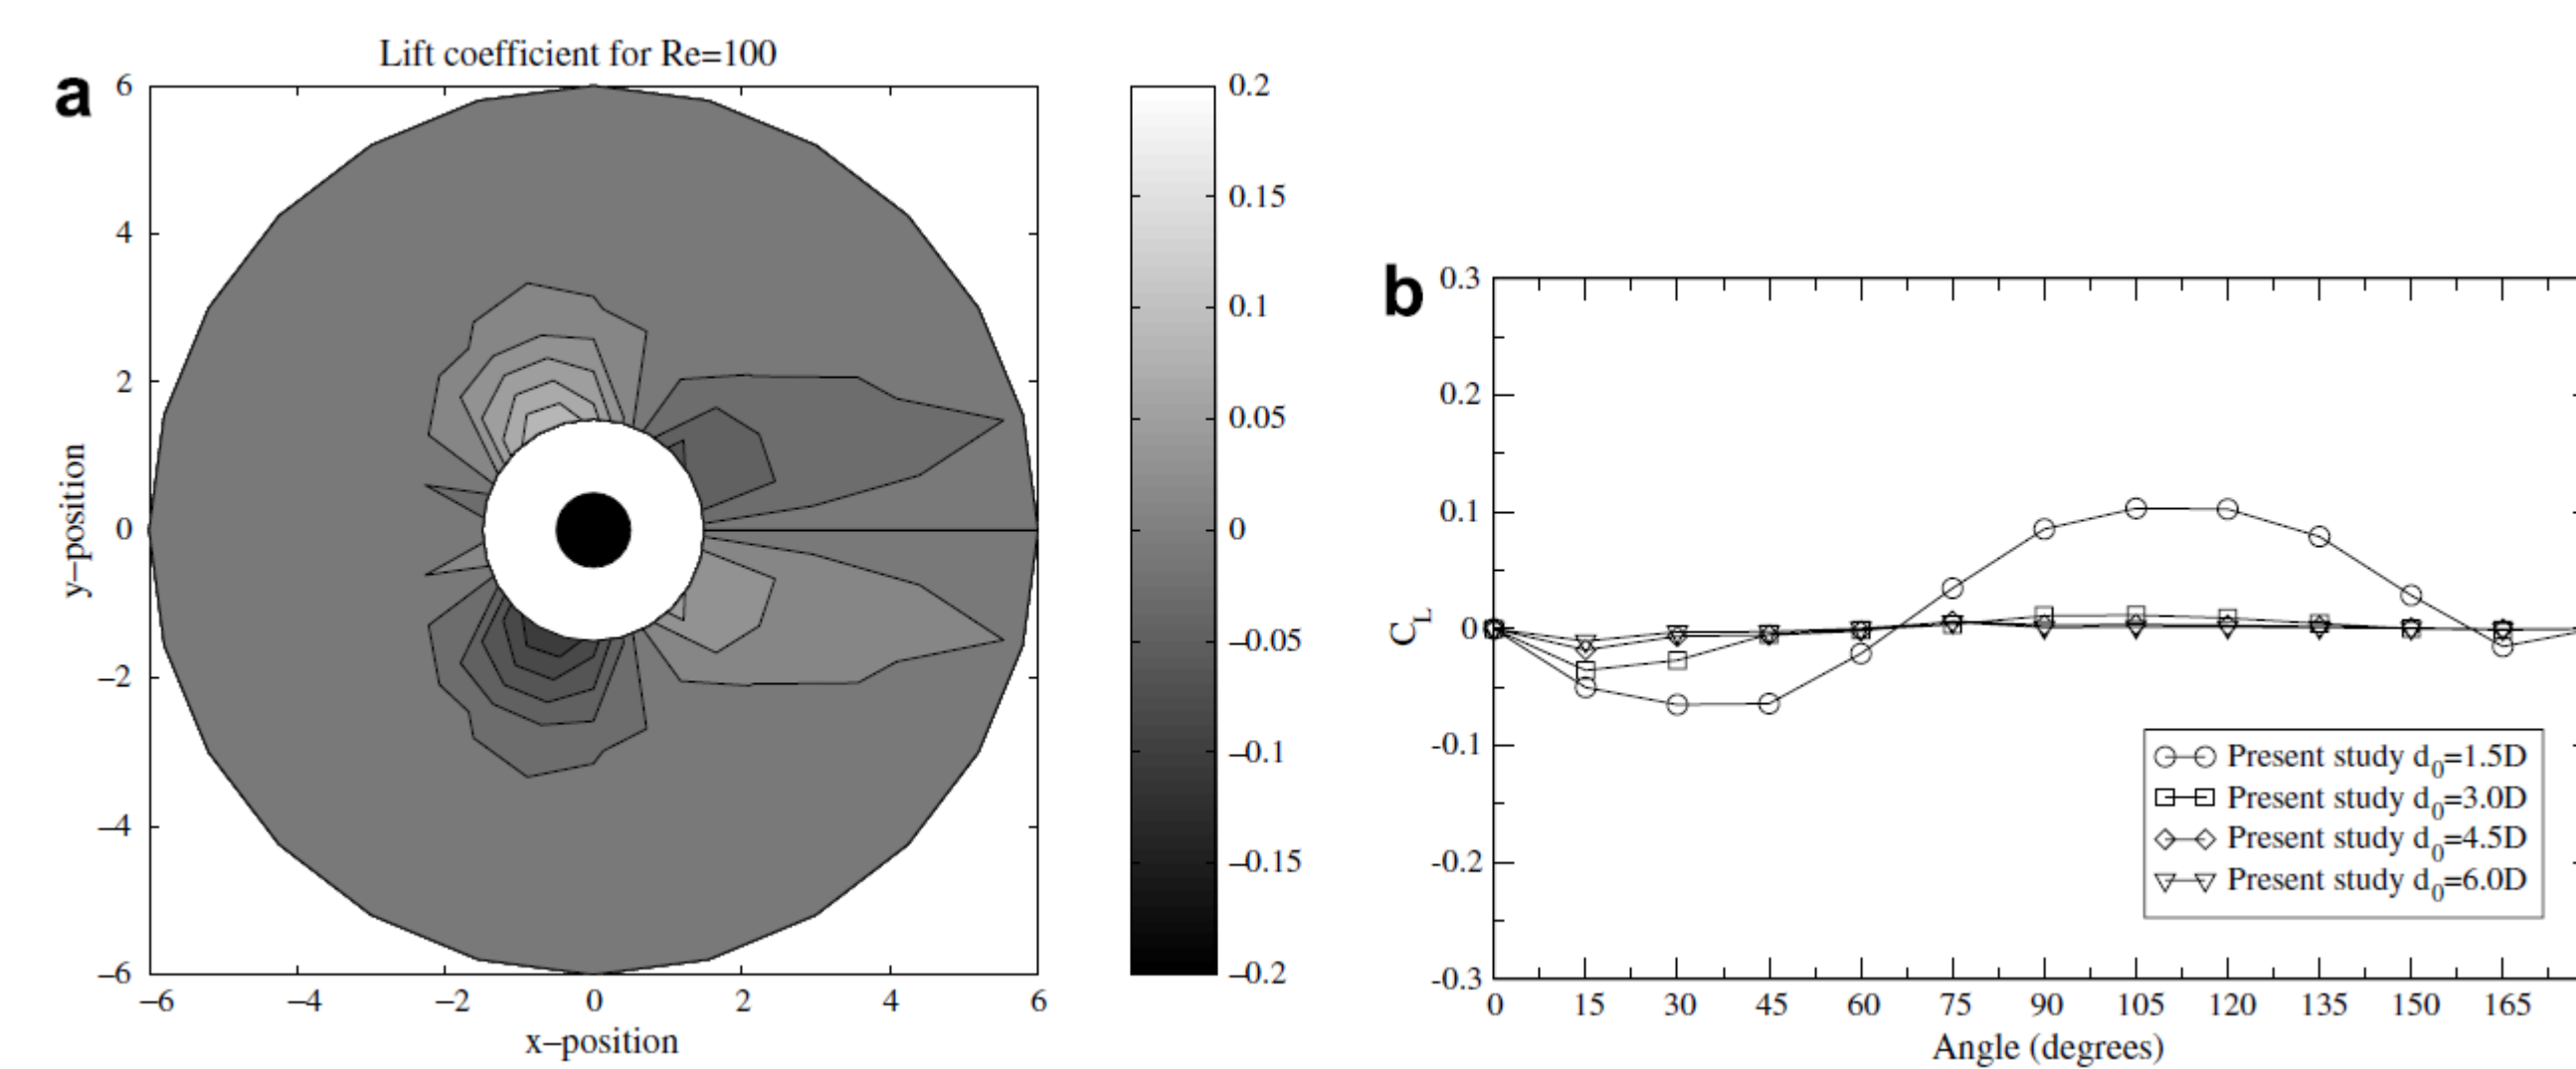 a
Lift coefficient for Re=100
6
4
2
0
−2
−4
−6
y−position
−6 −4 −2 0 2 4 6
x−position
0.2
0.15
0.1
0.05
0
−0.05
−0.1
−0.15
−0.2
b
0.3
0.2
0.1
0
-0.1
-0.2
-0.3
C_L
0 15 30 45 60 75 90 105 120 135 150 165
Angle (degrees)
Present study d_0=1.5D
Present study d_0=3.0D
Present study d_0=4.5D
Present study d_0=6.0D